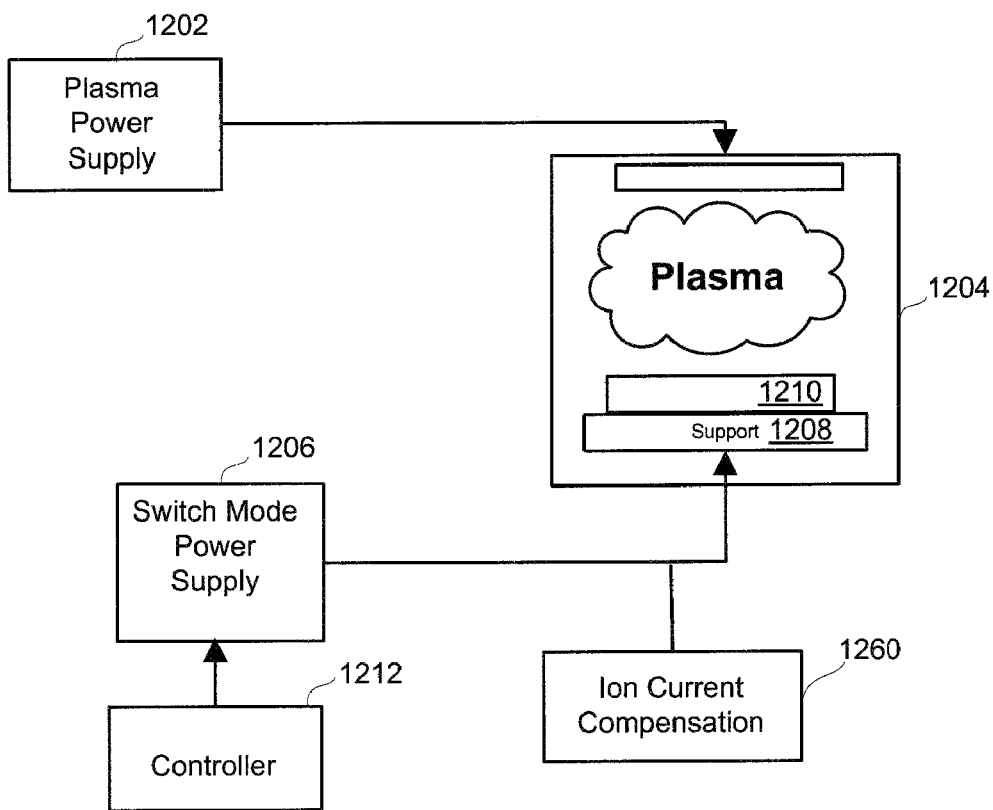 1202
Plasma
Power
Supply
Plasma
1204
1210
Support 1208
1206
Switch Mode
Power
Supply
1212
Controller
1260
Ion Current
Compensation